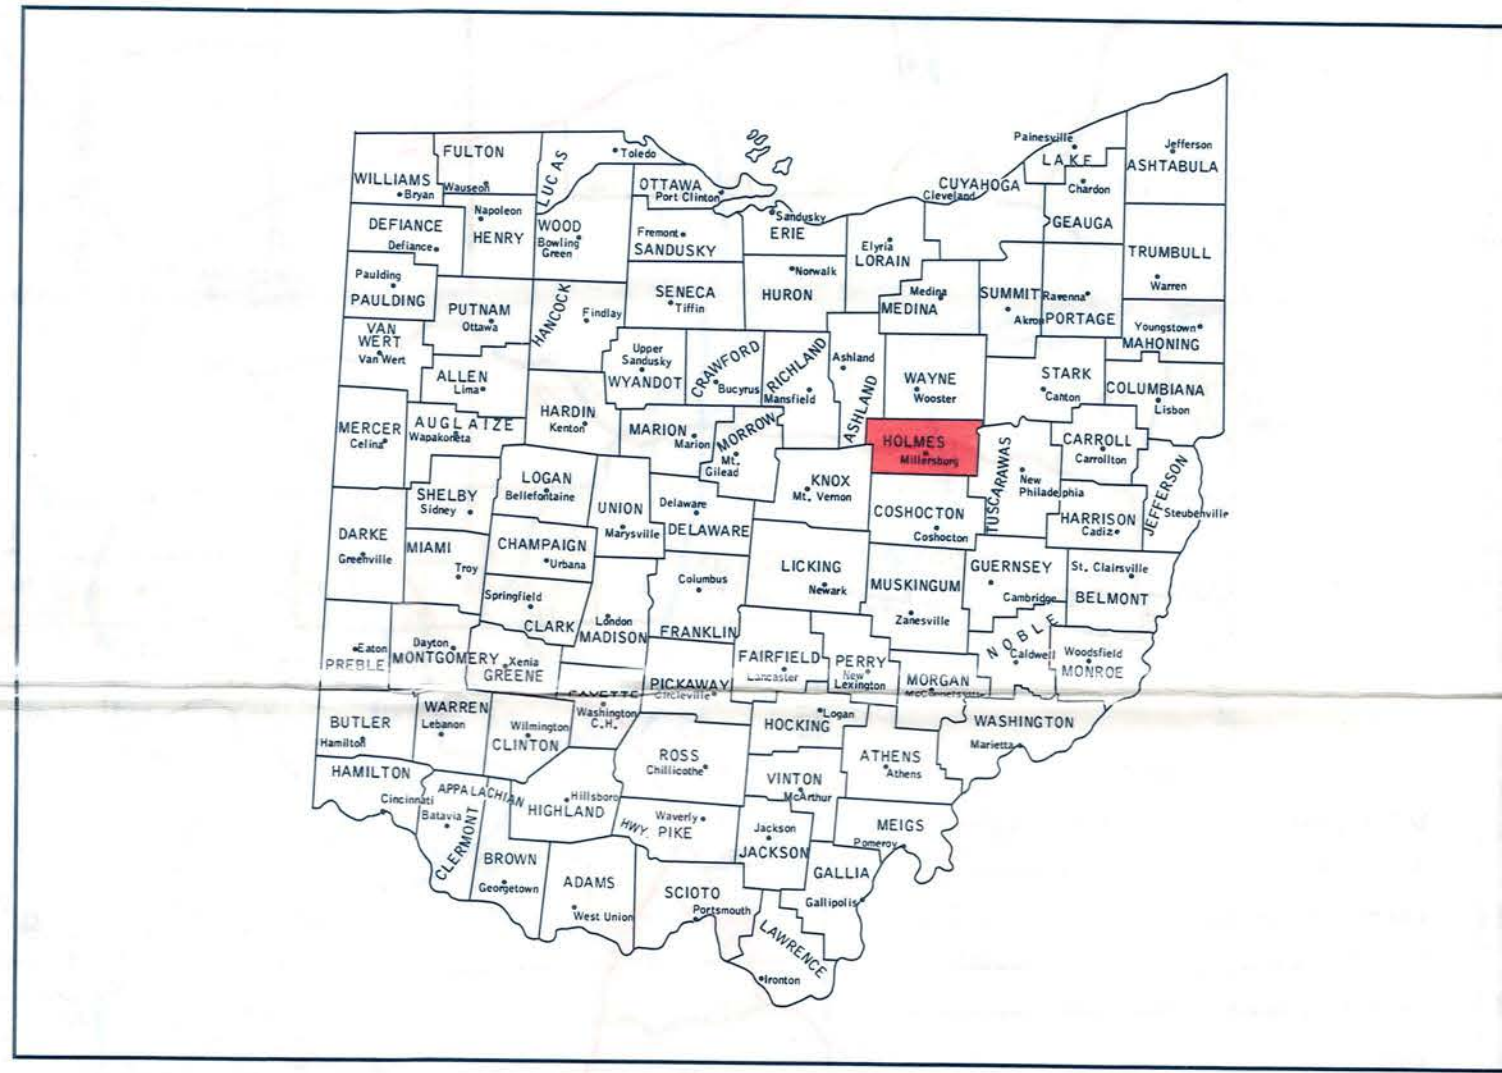 Painesville
LAKE
Jefferson
ASHTABULA
FULTON
Wauseon
LUCAS
Toledo
WILLIAMS
Bryan
OTTAWA
Port Clinton
CUYAHOGA
Cleveland
Chardon
GEAUGA
DEFIANCE
Defiance
Napoleon
HENRY
WOOD
Bowling
Green
Fremont
SANDUSKY
Sandusky
ERIE
Elyria
LORAIN
TRUMBULL
Warren
Paulding
PAULDING
PUTNAM
Ottawa
HANCOCK
Findlay
SENECA
Tiffin
Norwalk
HURON
Medina
MEDINA
SUMMIT
Akron
Ravenna
PORTAGE
Youngstown
MAHONING
VAN
WERT
Van Wert
ALLEN
Lima
Upper
Sandusky
WYANDOT
CRAWFORD
Bucyrus
RICHLAND
Mansfield
Ashland
ASHLAND
WAYNE
Wooster
STARK
Canton
COLUMBIANA
Lisbon
MERCER
Celina
AUGLAIZE
Wapakoneta
HARDIN
Kenton
MARION
Marion
MORROW
Mt.
Gilead
HOLMES
Millersburg
TUSCARAWAS
New
Philadelphia
CARROLL
Carrollton
JEFFERSON
Steubenville
SHELBY
Sidney
LOGAN
Bellefontaine
UNION
Marysville
Delaware
DELAWARE
KNOX
Mt. Vernon
COSHOCTON
Coshocton
HARRISON
Cadiz
DARKE
Greenville
MIAMI
Troy
CHAMPAIGN
Urbana
Columbus
FRANKLIN
LICKING
Newark
MUSKINGUM
Zanesville
GUERNSEY
Cambridge
St. Clairsville
BELMONT
Springfield
CLARK
London
MADISON
NOBLE
Caldwell
Woodsfield
MONROE
Eaton
PREBLE
Dayton
MONTGOMERY
Xenia
GREENE
FAYETTE
Washington
C.H.
PICKAWAY
Circleville
FAIRFIELD
Lancaster
PERRY
New
Lexington
MORGAN
WASHINGTON
Marietta
BUTLER
Hamilton
WARREN
Lebanon
Wilmington
CLINTON
ROSS
Chillicothe
Logan
HOCKING
ATHENS
Athens
HAMILTON
Cincinnati
Batavia
CLERMONT
APPALACHIAN
HWY.
Hillsboro
HIGHLAND
VINTON
McArthur
Waverly
PIKE
Jackson
JACKSON
MEIGS
Pomeroy
BROWN
Georgetown
ADAMS
West Union
SCIOTO
Portsmouth
GALLIA
Gallipolis
LAWRENCE
Ironton